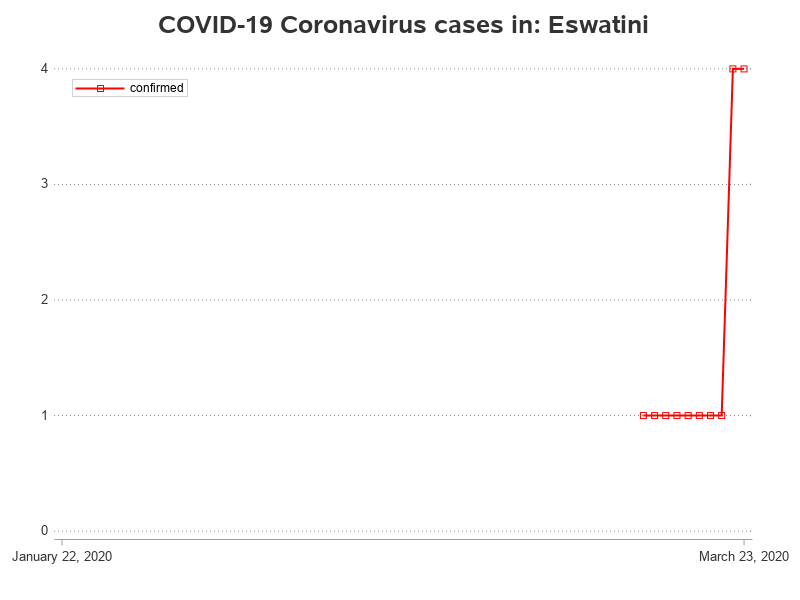 COVID-19 Coronavirus cases in: Eswatini
4
confirmed
3
2
1
0
January 22, 2020
March 23, 2020